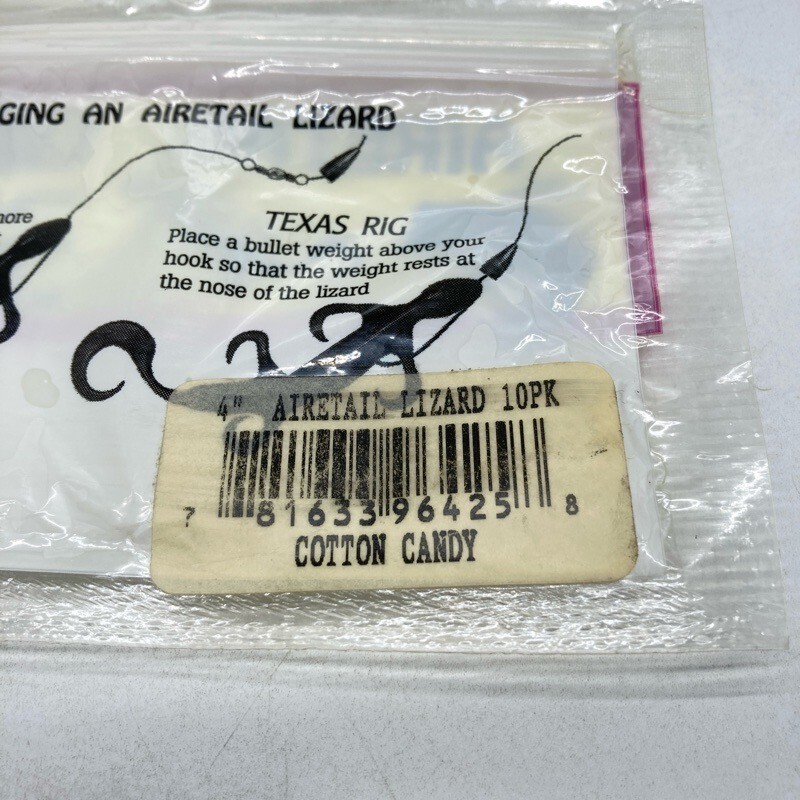 GING AN AIRETAIL LIZARD
nore
TEXAS RIG
Place a bullet weight above your
hook so that the weight rests at
the nose of the lizard
4" AIRETAIL LIZARD 10PK
7 81633 96425 8
COTTON CANDY